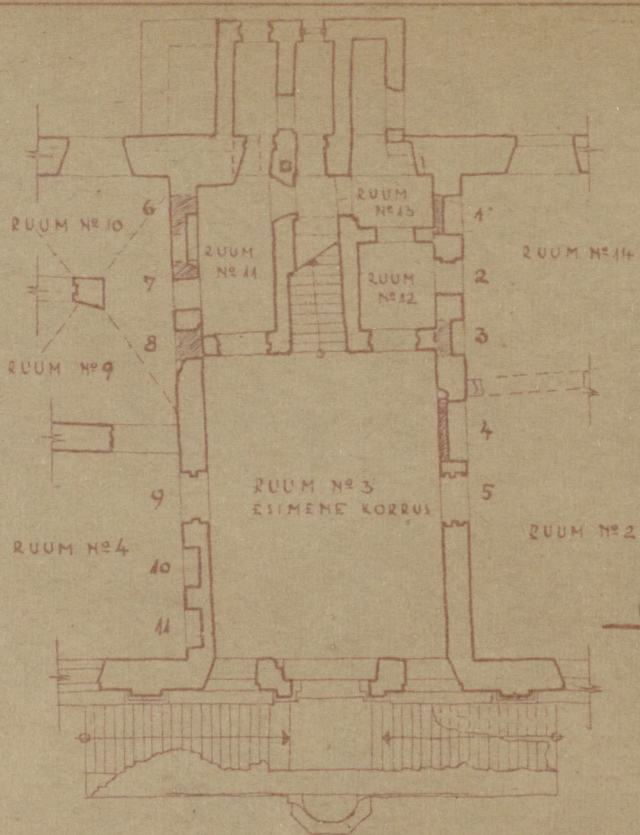 RUUM
Nº 13
6
1
RUUM Nº 10
RUUM
Nº 11
RUUM Nº 14
7
2
RUUM
Nº 12
8
3
RUUM Nº 9
4
9
RUUM Nº 3
ESIMENE KORRUS
5
RUUM Nº 4
RUUM Nº 2
10
11